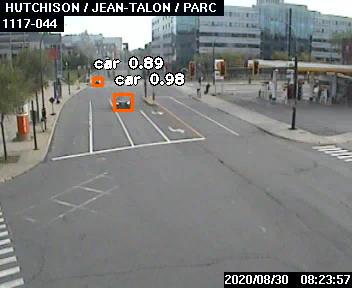 HUTCHISON / JEAN-TALON / PARC
1117-044
car 0.89
car 0.98
2020/08/30 08:23:57